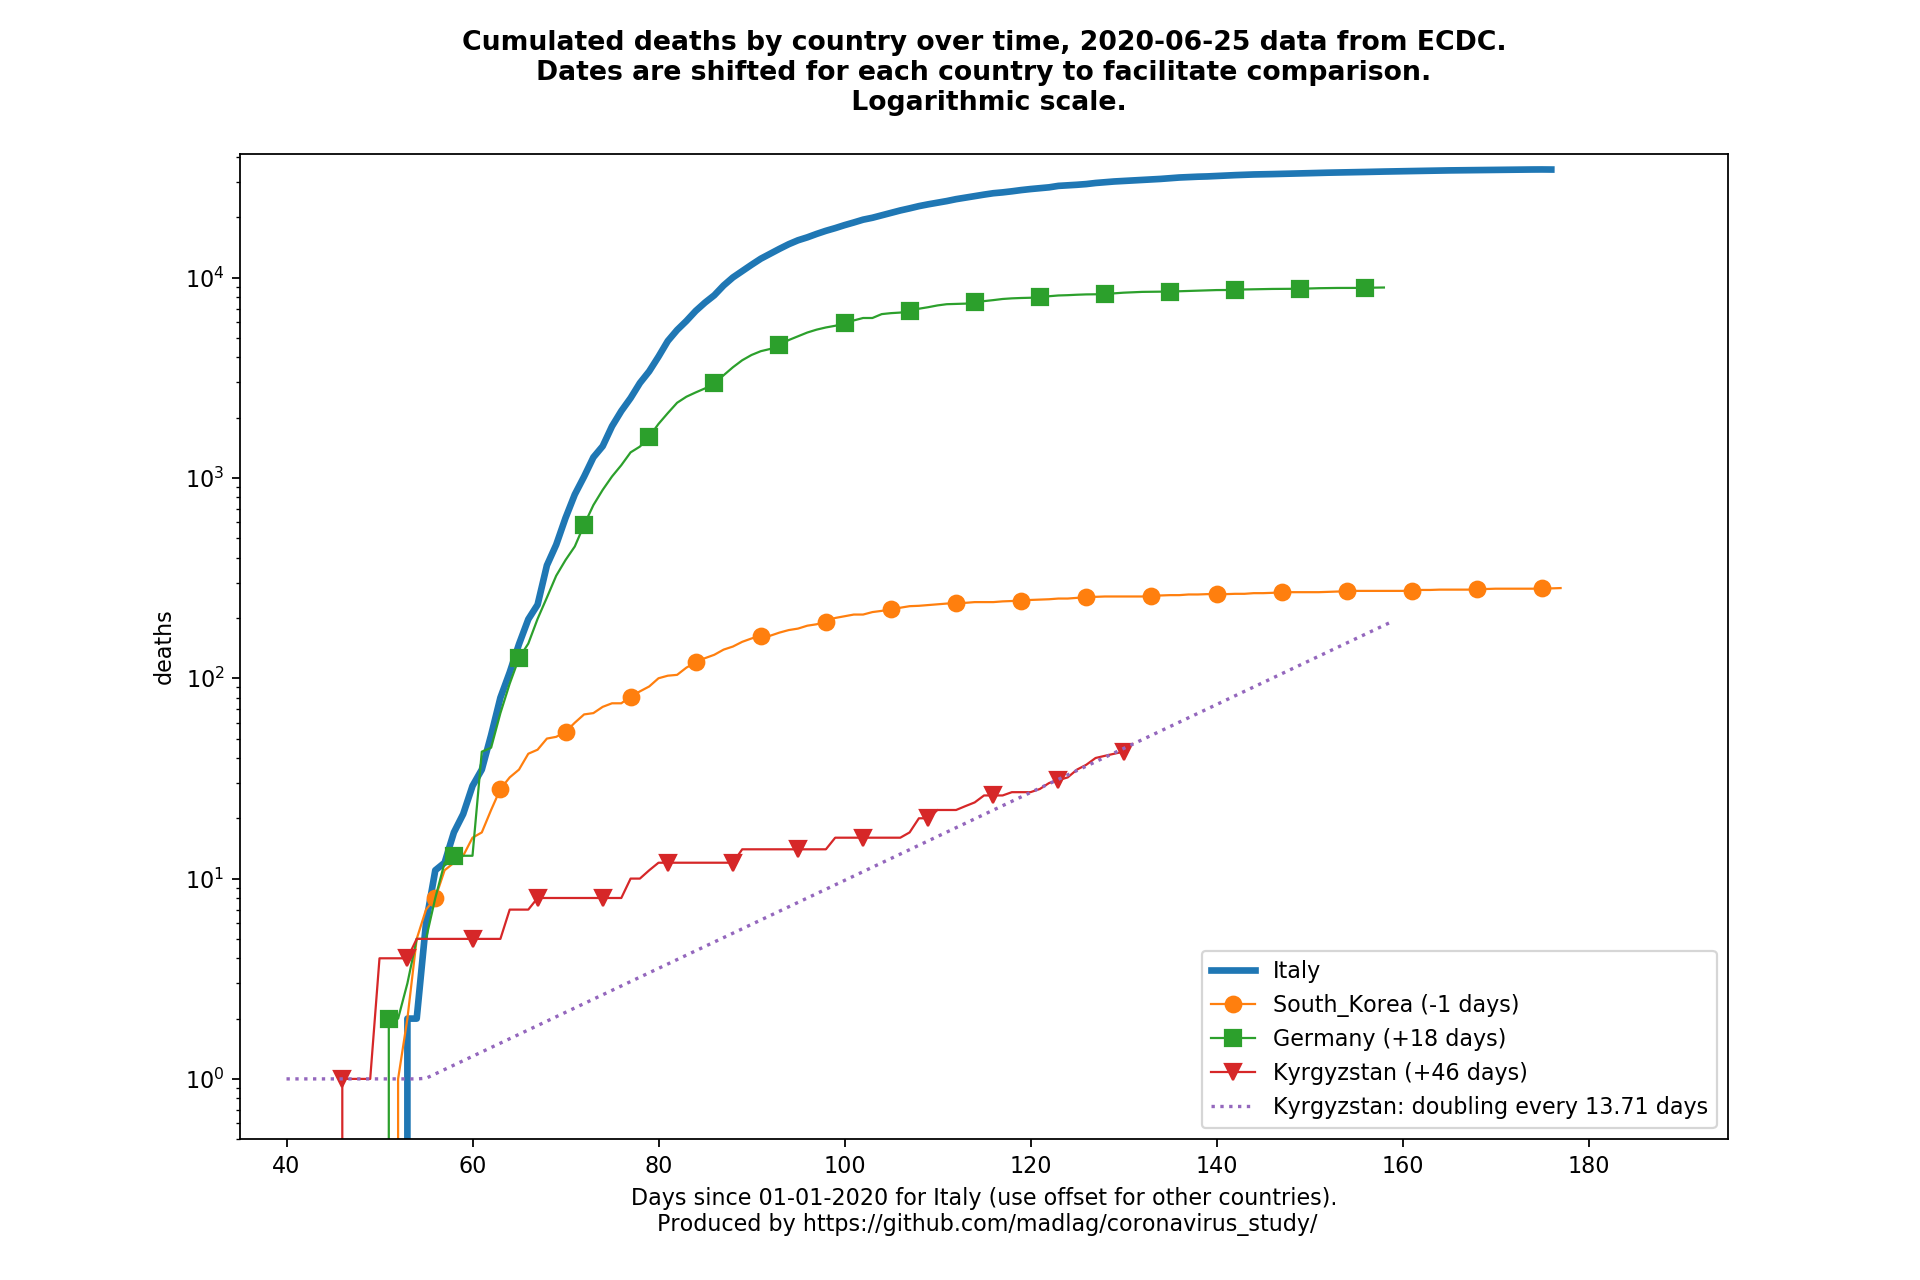 Cumulated deaths by country over time, 2020-06-25 data from ECDC.
Dates are shifted for each country to facilitate comparison.
Logarithmic scale.
deaths
10^4
10^3
10^2
10^1
10^0
40 60 80 100 120 140 160 180
Italy
South_Korea (-1 days)
Germany (+18 days)
Kyrgyzstan (+46 days)
Kyrgyzstan: doubling every 13.71 days
Days since 01-01-2020 for Italy (use offset for other countries).
Produced by https://github.com/madlag/coronavirus_study/